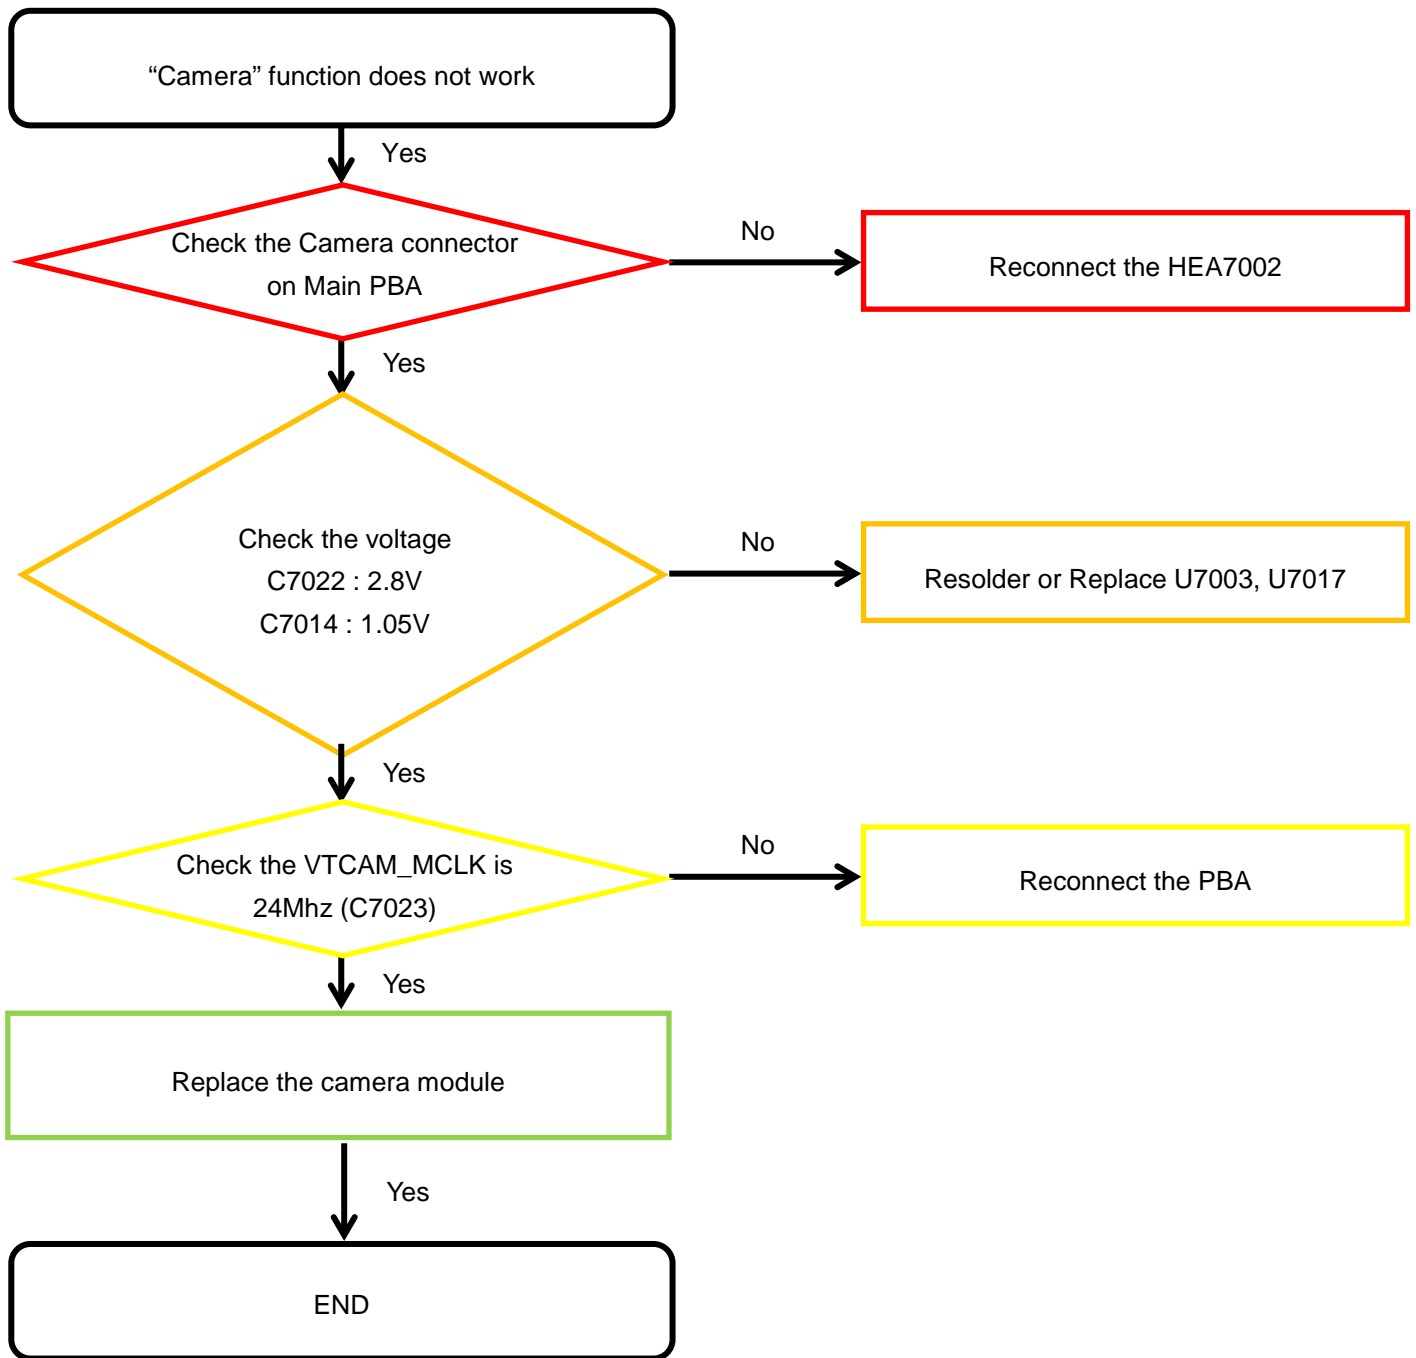 “Camera” function does not work
Yes
Check the Camera connector
on Main PBA
No
Reconnect the HEA7002
Yes
Check the voltage
C7022 : 2.8V
C7014 : 1.05V
No
Resolder or Replace U7003, U7017
Yes
Check the VTCAM_MCLK is
24Mhz (C7023)
No
Reconnect the PBA
Yes
Replace the camera module
Yes
END